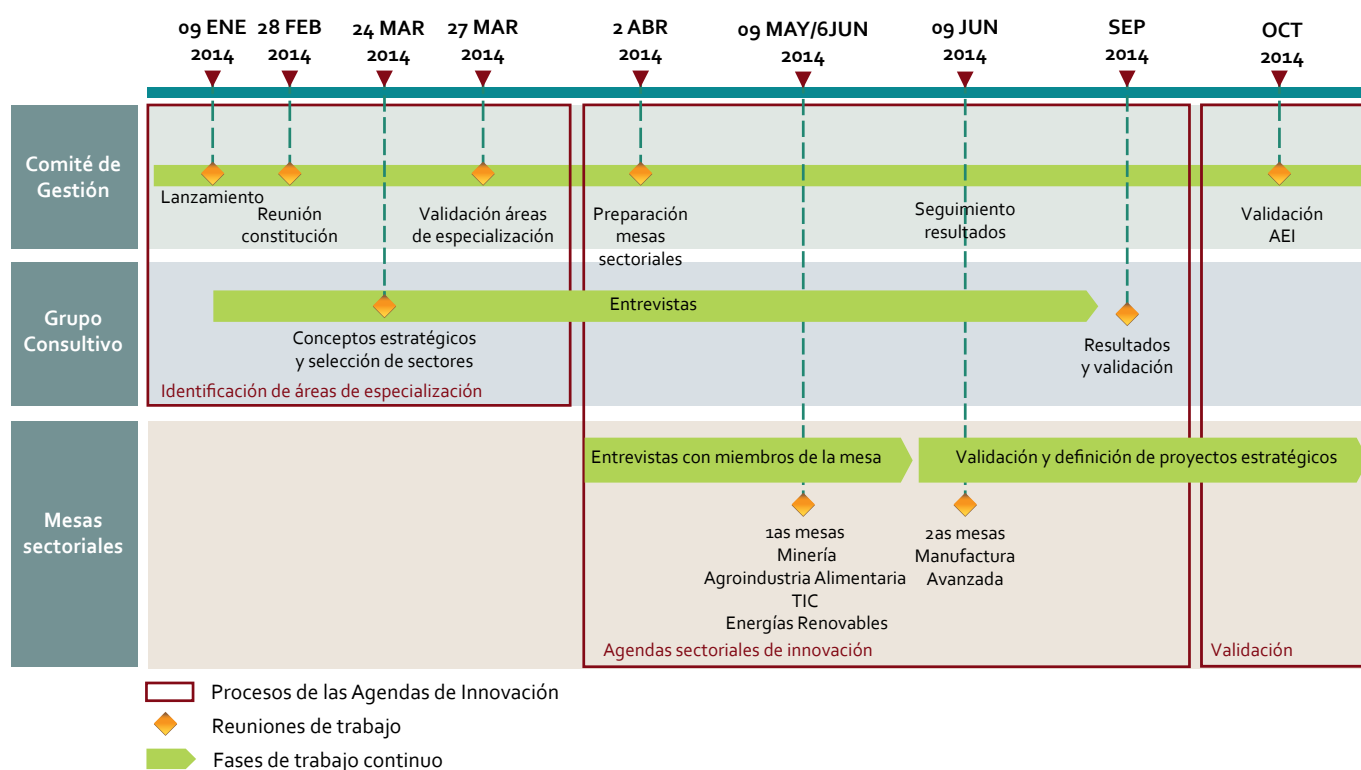 09 ENE
2014
28 FEB
2014
24 MAR
2014
27 MAR
2014
2 ABR
2014
09 MAY/6JUN
2014
09 JUN
2014
SEP
2014
OCT
2014
Comité de
Gestión
Lanzamiento
Reunión
constitución
Validación áreas
de especialización
Preparación
mesas
sectoriales
Seguimiento
resultados
Validación
AEI
Grupo
Consultivo
Entrevistas
Conceptos estratégicos
y selección de sectores
Resultados
y validación
Identificación de áreas de especialización
Mesas
sectoriales
Entrevistas con miembros de la mesa
Validación y definición de proyectos estratégicos
1as mesas
Minería
Agroindustria Alimentaria
TIC
Energías Renovables
2as mesas
Manufactura
Avanzada
Agendas sectoriales de innovación
Validación
Procesos de las Agendas de Innovación
Reuniones de trabajo
Fases de trabajo continuo